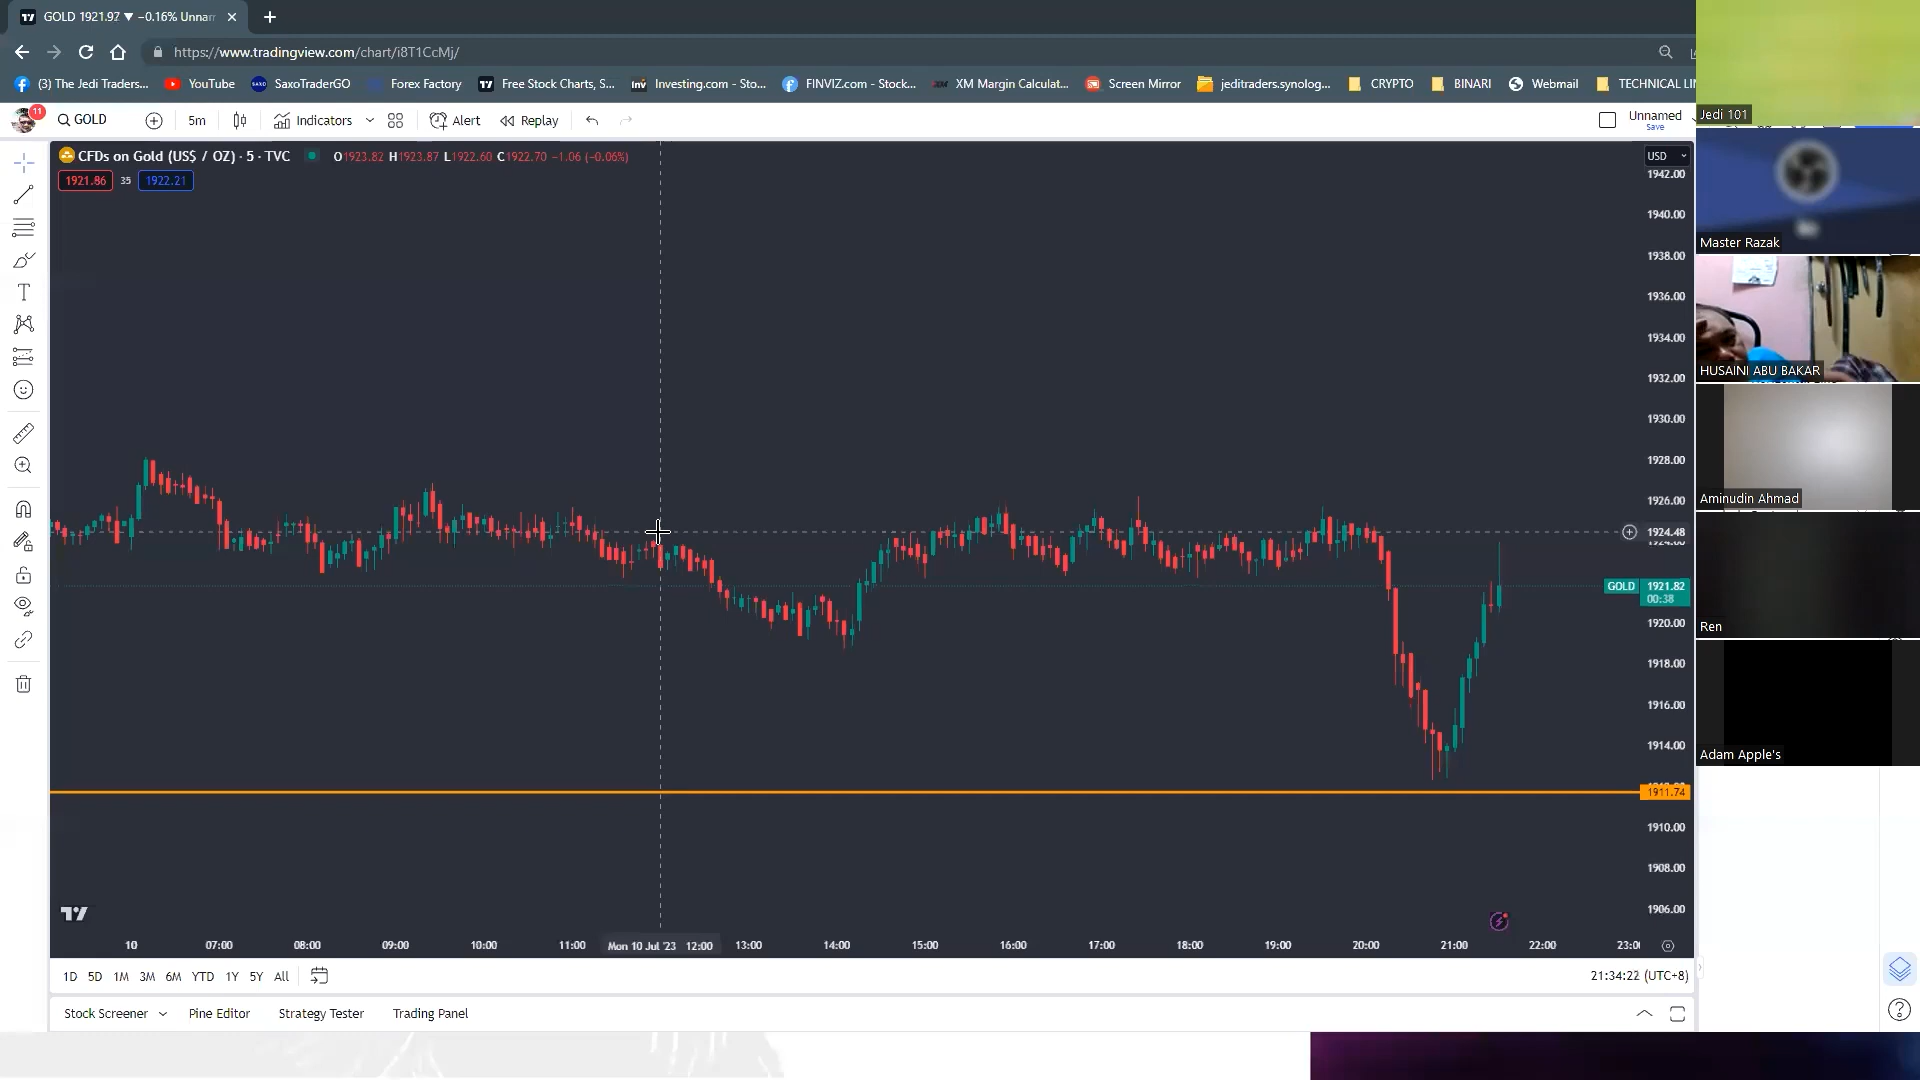 GOLD 1921.97 ▼ −0.16% Unnar
https://www.tradingview.com/chart/i8T1CcMj/
(3) The Jedi Traders... YouTube SaxoTraderGO Forex Factory Free Stock Charts, S... Investing.com - Sto... FINVIZ.com - Stock... XM Margin Calculat... Screen Mirror jeditraders.synolog... CRYPTO BINARI Webmail TECHNICAL LIN
11 GOLD 5m Indicators Alert Replay Unnamed
Save
CFDs on Gold (US$ / OZ) · 5 · TVC O1923.82 H1923.87 L1922.60 C1922.70 −1.06 (−0.06%)
1921.86 35 1922.21
USD
1942.00
1940.00
1938.00
1936.00
1934.00
1932.00
1930.00
1928.00
1926.00
1924.48
GOLD 1921.82
00:38
1920.00
1918.00
1916.00
1914.00
1911.74
1910.00
1908.00
1906.00
10 07:00 08:00 09:00 10:00 11:00 Mon 10 Jul '23 12:00 13:00 14:00 15:00 16:00 17:00 18:00 19:00 20:00 21:00 22:00 23:0
1D 5D 1M 3M 6M YTD 1Y 5Y All 21:34:22 (UTC+8)
Stock Screener Pine Editor Strategy Tester Trading Panel
Jedi 101
Master Razak
HUSAINI ABU BAKAR
Aminudin Ahmad
Ren
Adam Apple's